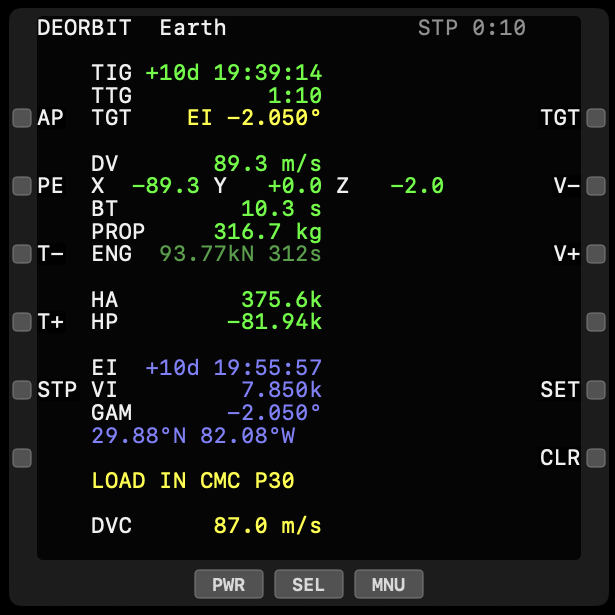 DEORBIT Earth STP 0:10
TIG +10d 19:39:14
TTG 1:10
AP TGT EI −2.050° TGT
DV 89.3 m/s
PE X −89.3 Y +0.0 Z −2.0 V−
BT 10.3 s
PROP 316.7 kg
T− ENG 93.77kN 312s V+
HA 375.6k
T+ HP −81.94k
EI +10d 19:55:57
STP VI 7.850k SET
GAM −2.050°
29.88°N 82.08°W
CLR
LOAD IN CMC P30
DVC 87.0 m/s
PWR SEL MNU